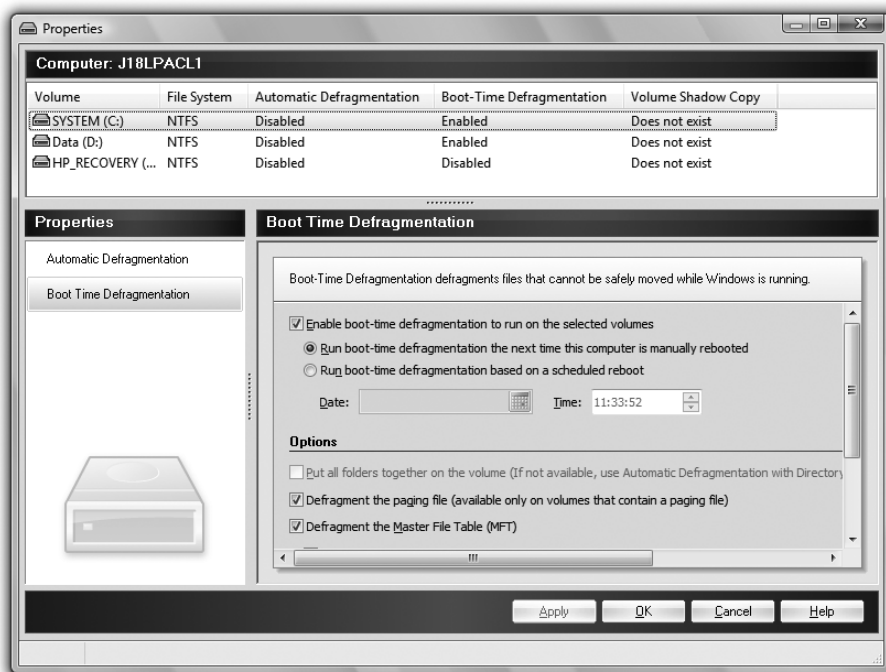 Properties
Computer: J18LPACL1
Volume File System Automatic Defragmentation Boot-Time Defragmentation Volume Shadow Copy
SYSTEM (C:) NTFS Disabled Enabled Does not exist
Data (D:) NTFS Disabled Enabled Does not exist
HP_RECOVERY (... NTFS Disabled Disabled Does not exist
Properties
Automatic Defragmentation
Boot Time Defragmentation
Boot Time Defragmentation
Boot-Time Defragmentation defragments files that cannot be safely moved while Windows is running.
Enable boot-time defragmentation to run on the selected volumes
Run boot-time defragmentation the next time this computer is manually rebooted
Run boot-time defragmentation based on a scheduled reboot
Date: Time: 11:33:52
Options
Put all folders together on the volume (If not available, use Automatic Defragmentation with Directory
Defragment the paging file (available only on volumes that contain a paging file)
Defragment the Master File Table (MFT)
Apply OK Cancel Help